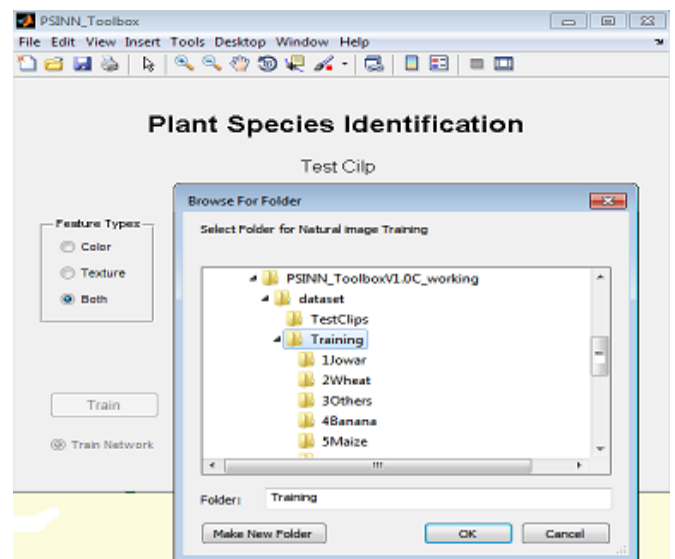 PSINN_Toolbox
File Edit View Insert Tools Desktop Window Help
Plant Species Identification
Test Cilp
Browse For Folder
Select Folder for Natural image Training
Feature Types
Color
Texture
Both
PSINN_ToolboxV1.0C_working
dataset
TestClips
Training
1Jowar
2Wheat
3Others
4Banana
5Maize
Train
Train Network
Folder: Training
Make New Folder OK Cancel